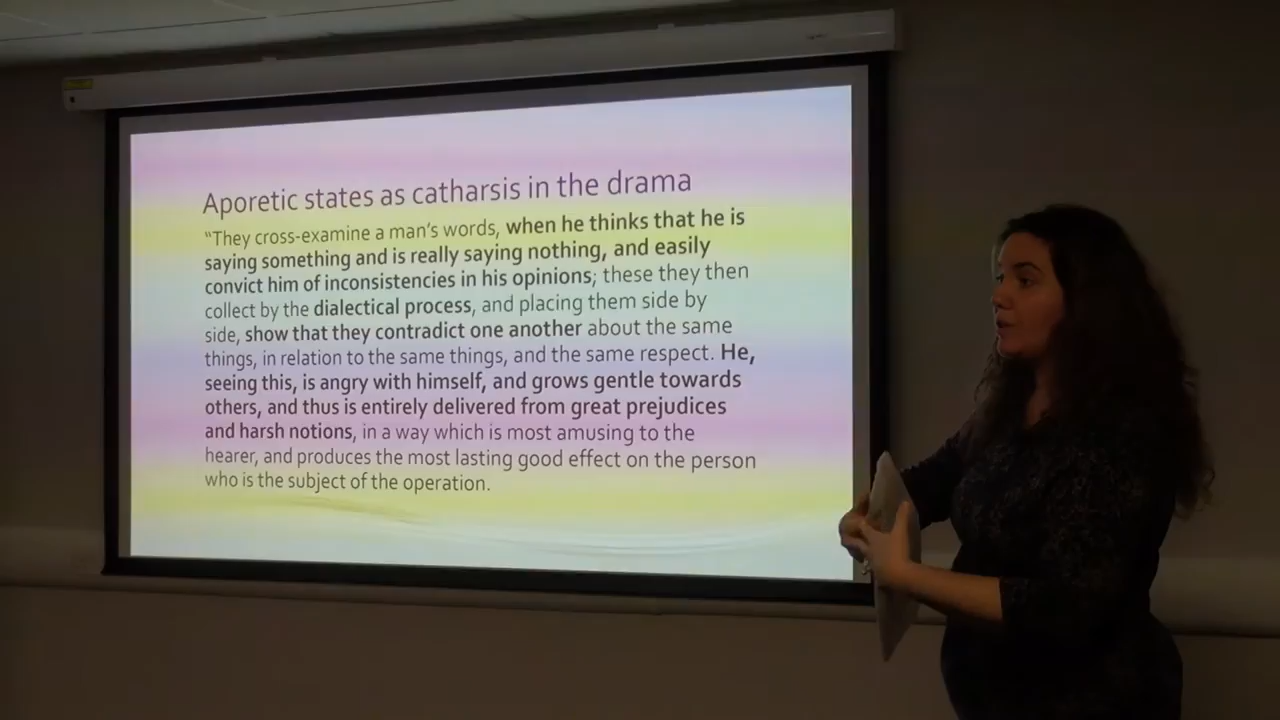 Aporetic states as catharsis in the drama
“They cross-examine a man’s words, when he thinks that he is
saying something and is really saying nothing, and easily
convict him of inconsistencies in his opinions; these they then
collect by the dialectical process, and placing them side by
side, show that they contradict one another about the same
things, in relation to the same things, and the same respect. He,
seeing this, is angry with himself, and grows gentle towards
others, and thus is entirely delivered from great prejudices
and harsh notions, in a way which is most amusing to the
hearer, and produces the most lasting good effect on the person
who is the subject of the operation.